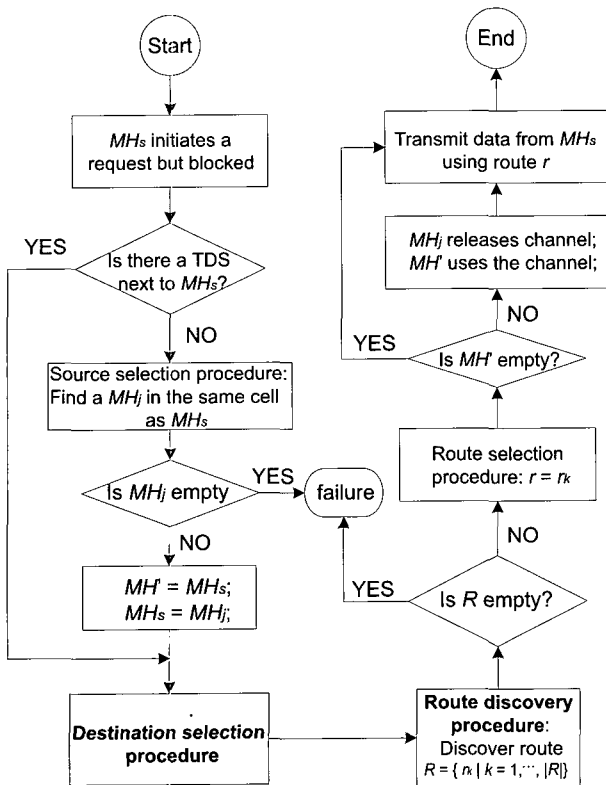 Start
MHs initiates a
request but blocked
YES
Is there a TDS
next to MHs?
NO
Source selection procedure:
Find a MHj in the same cell
as MHs
Is MHj empty
YES
failure
NO
MH' = MHs;
MHs = MHj;
Destination selection
procedure
Route discovery
procedure:
Discover route
R = { rk | k = 1,···, |R|}
Is R empty?
YES
NO
Route selection
procedure: r = rk
Is MH' empty?
YES
NO
MHj releases channel;
MH' uses the channel;
Transmit data from MHs
using route r
End